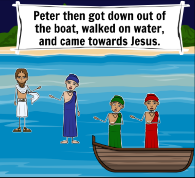 Peter then got down out of
the boat, walked on water,
and came towards Jesus.